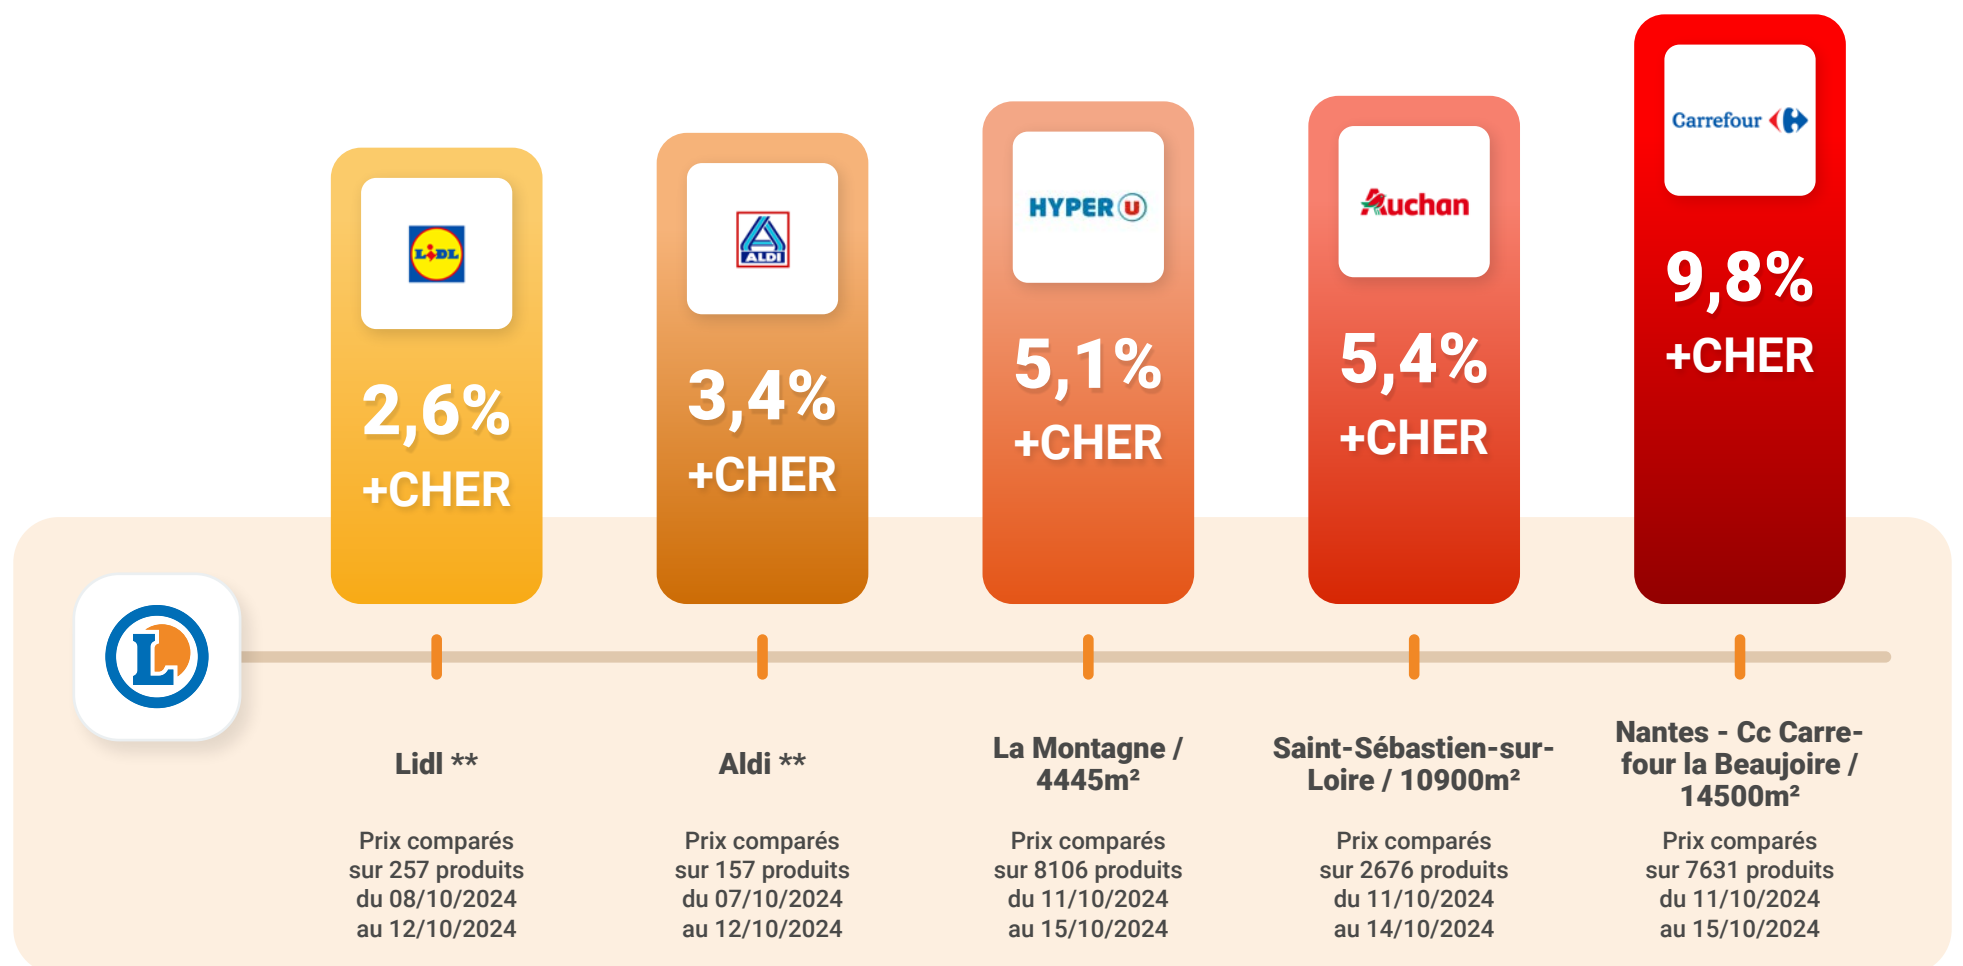 LiDL
2,6%
+CHER
ALDI
3,4%
+CHER
HYPER U
5,1%
+CHER
Auchan
5,4%
+CHER
Carrefour
9,8%
+CHER
L
Lidl **
Prix comparés
sur 257 produits
du 08/10/2024
au 12/10/2024
Aldi **
Prix comparés
sur 157 produits
du 07/10/2024
au 12/10/2024
La Montagne /
4445m²
Prix comparés
sur 8106 produits
du 11/10/2024
au 15/10/2024
Saint-Sébastien-sur-
Loire / 10900m²
Prix comparés
sur 2676 produits
du 11/10/2024
au 14/10/2024
Nantes - Cc Carre-
four la Beaujoire /
14500m²
Prix comparés
sur 7631 produits
du 11/10/2024
au 15/10/2024